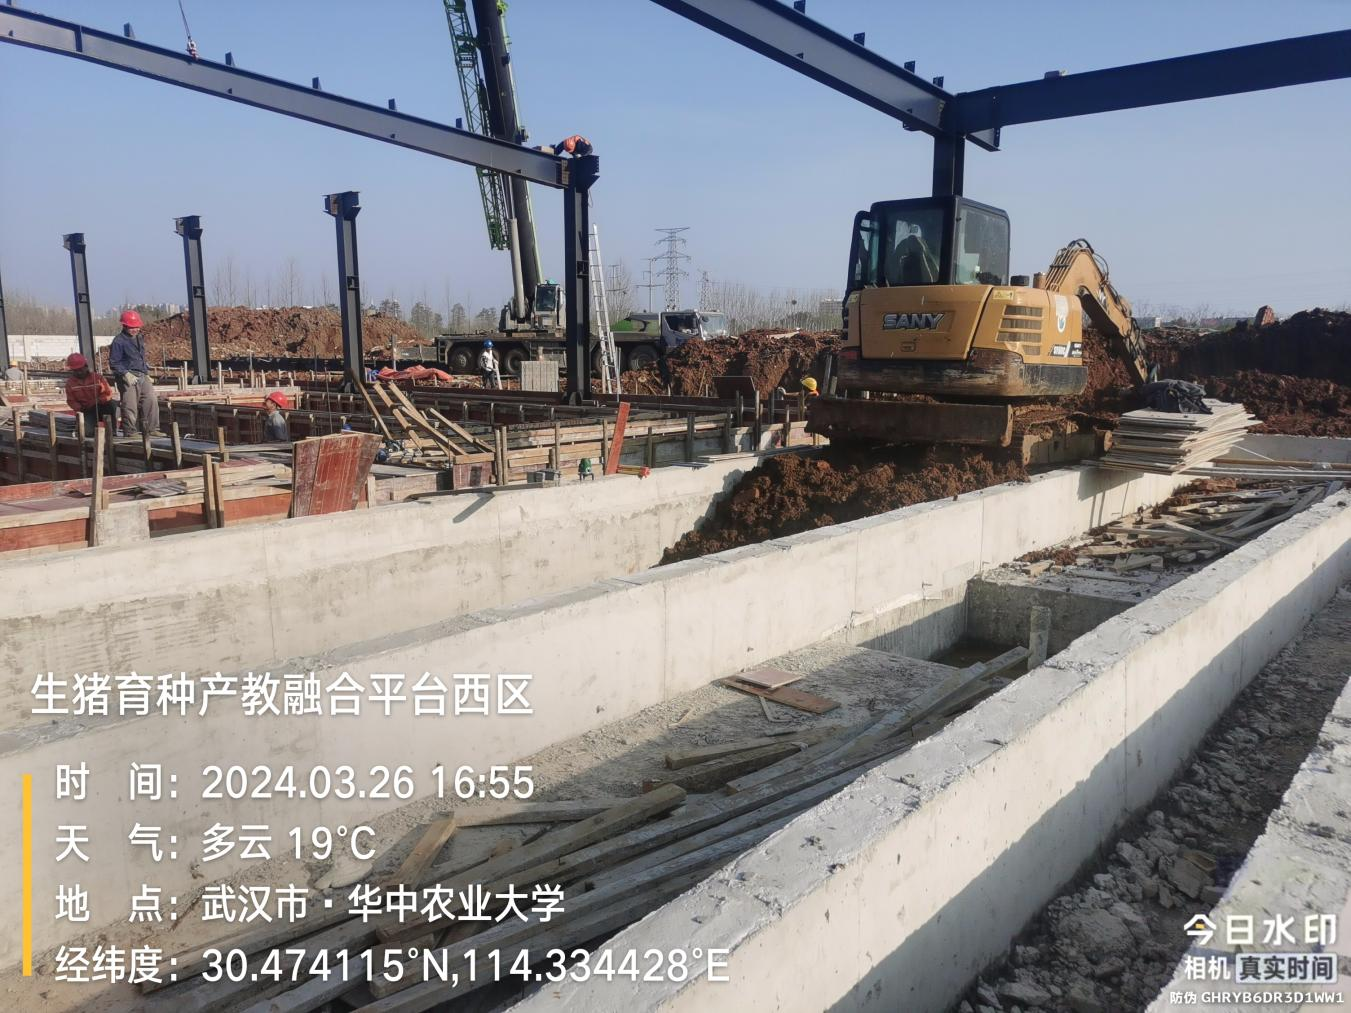 SANY
生猪育种产教融合平台西区
时 间：2024.03.26 16:55
天 气：多云 19℃
地 点：武汉市·华中农业大学
经纬度：30.474115°N,114.334428°E
今日水印
相机 真实时间
防伪 GHRYB6DR3D1WW1